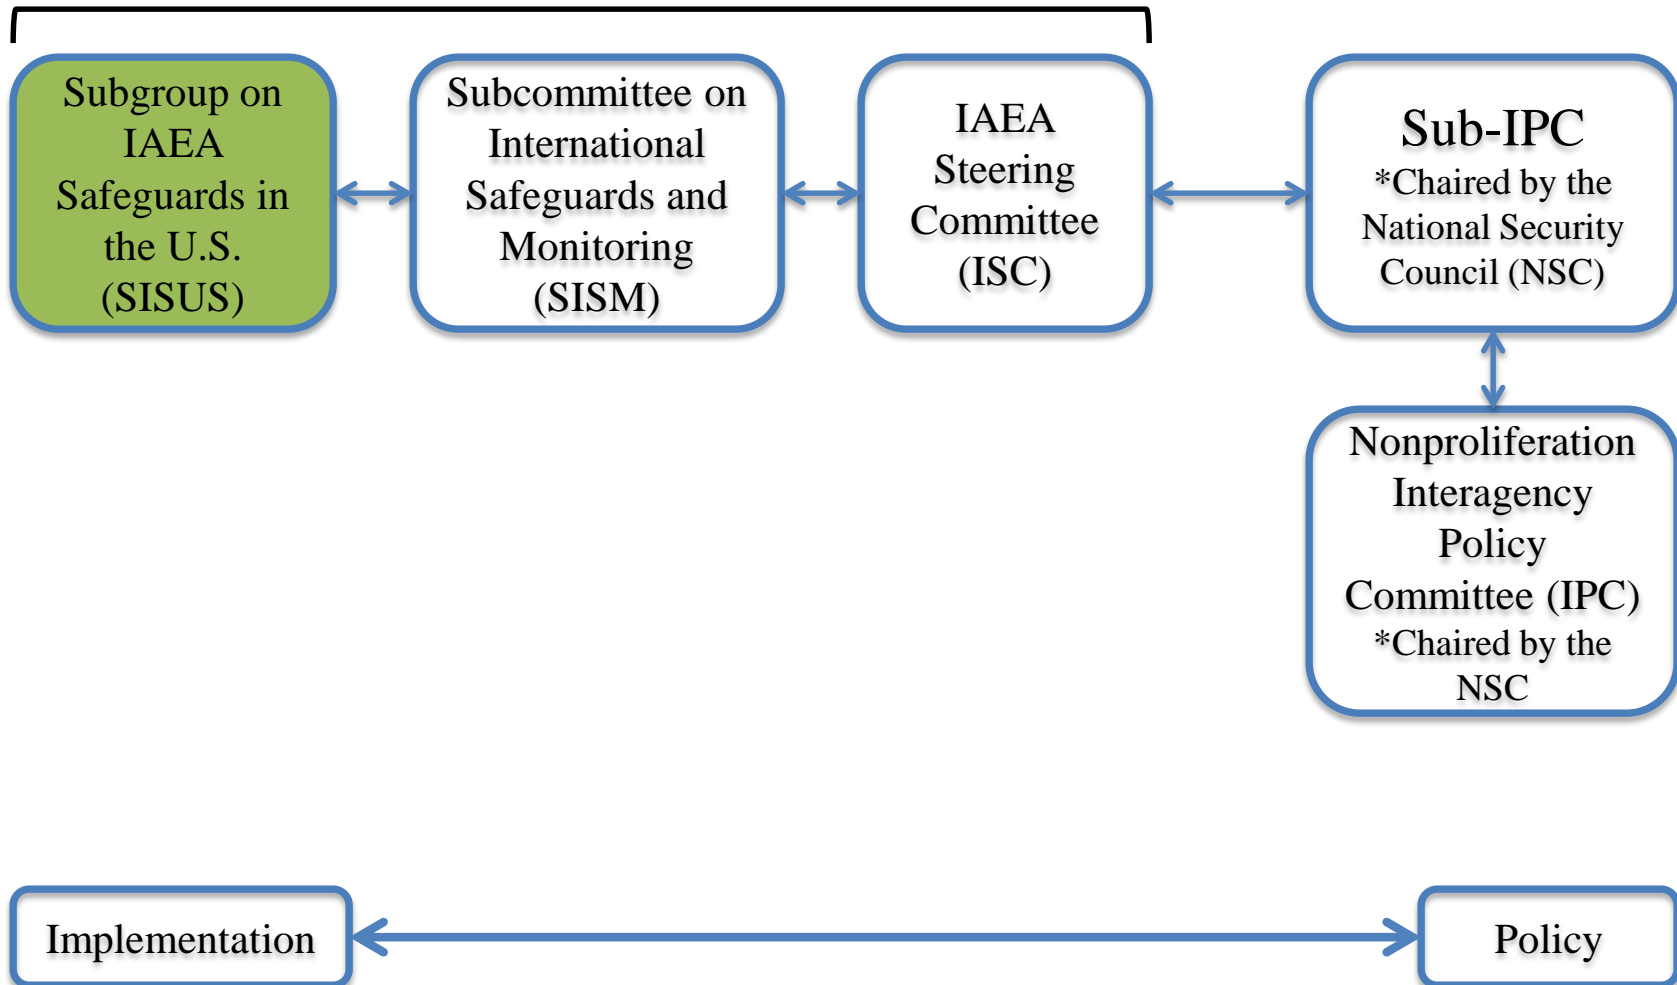 Subgroup on
IAEA
Safeguards in
the U.S.
(SISUS)
Subcommittee on
International
Safeguards and
Monitoring
(SISM)
IAEA
Steering
Committee
(ISC)
Sub-IPC
*Chaired by the
National Security
Council (NSC)
Nonproliferation
Interagency
Policy
Committee (IPC)
*Chaired by the
NSC
Implementation
Policy